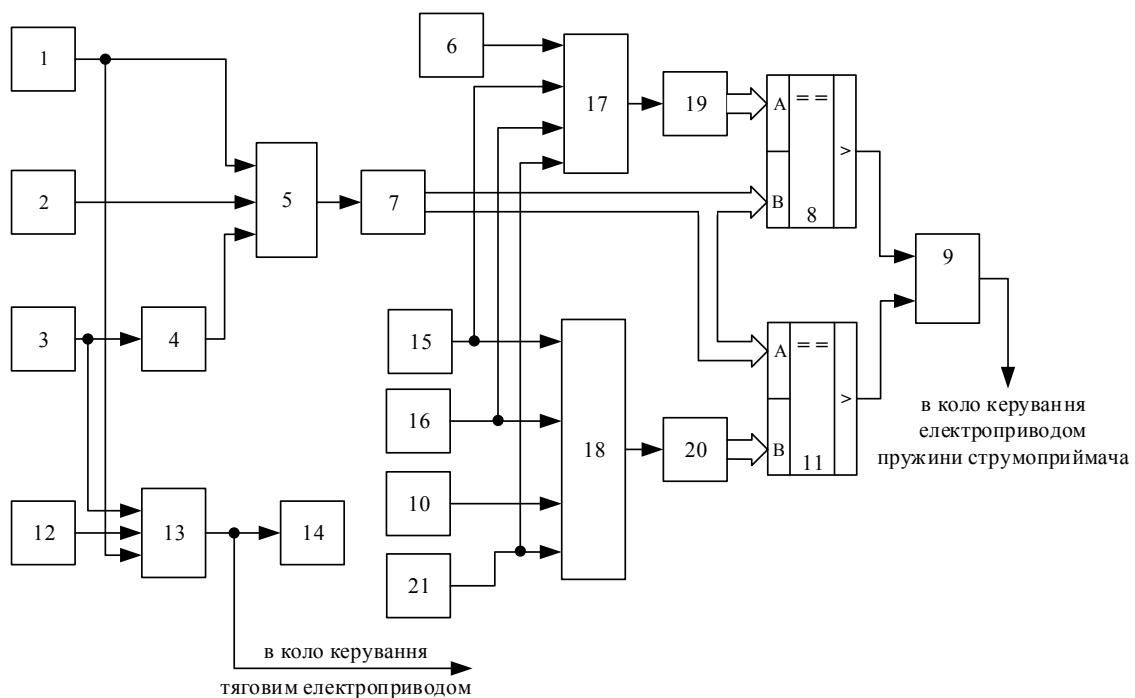 1
6
17
19
A
= =
>
B
8
2
5
7
9
3
4
15
16
10
21
18
20
A
= =
>
B
11
в коло керування
електроприводом
пружини струмоприймача
12
13
14
в коло керування
тяговим електроприводом